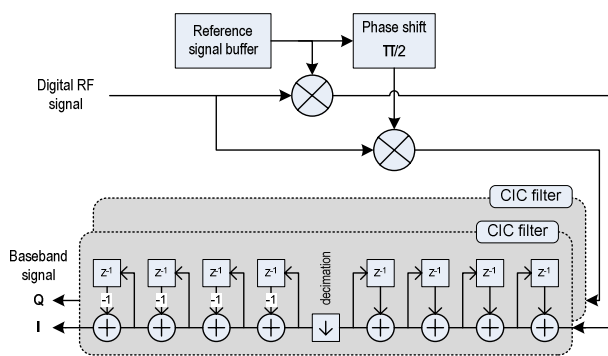 Reference
signal buffer
Phase shift
π/2
Digital RF
signal
CIC filter
CIC filter
Baseband
signal
Q
I
z-1
z-1
z-1
z-1
decimation
z-1
z-1
z-1
z-1
-1
-1
-1
-1